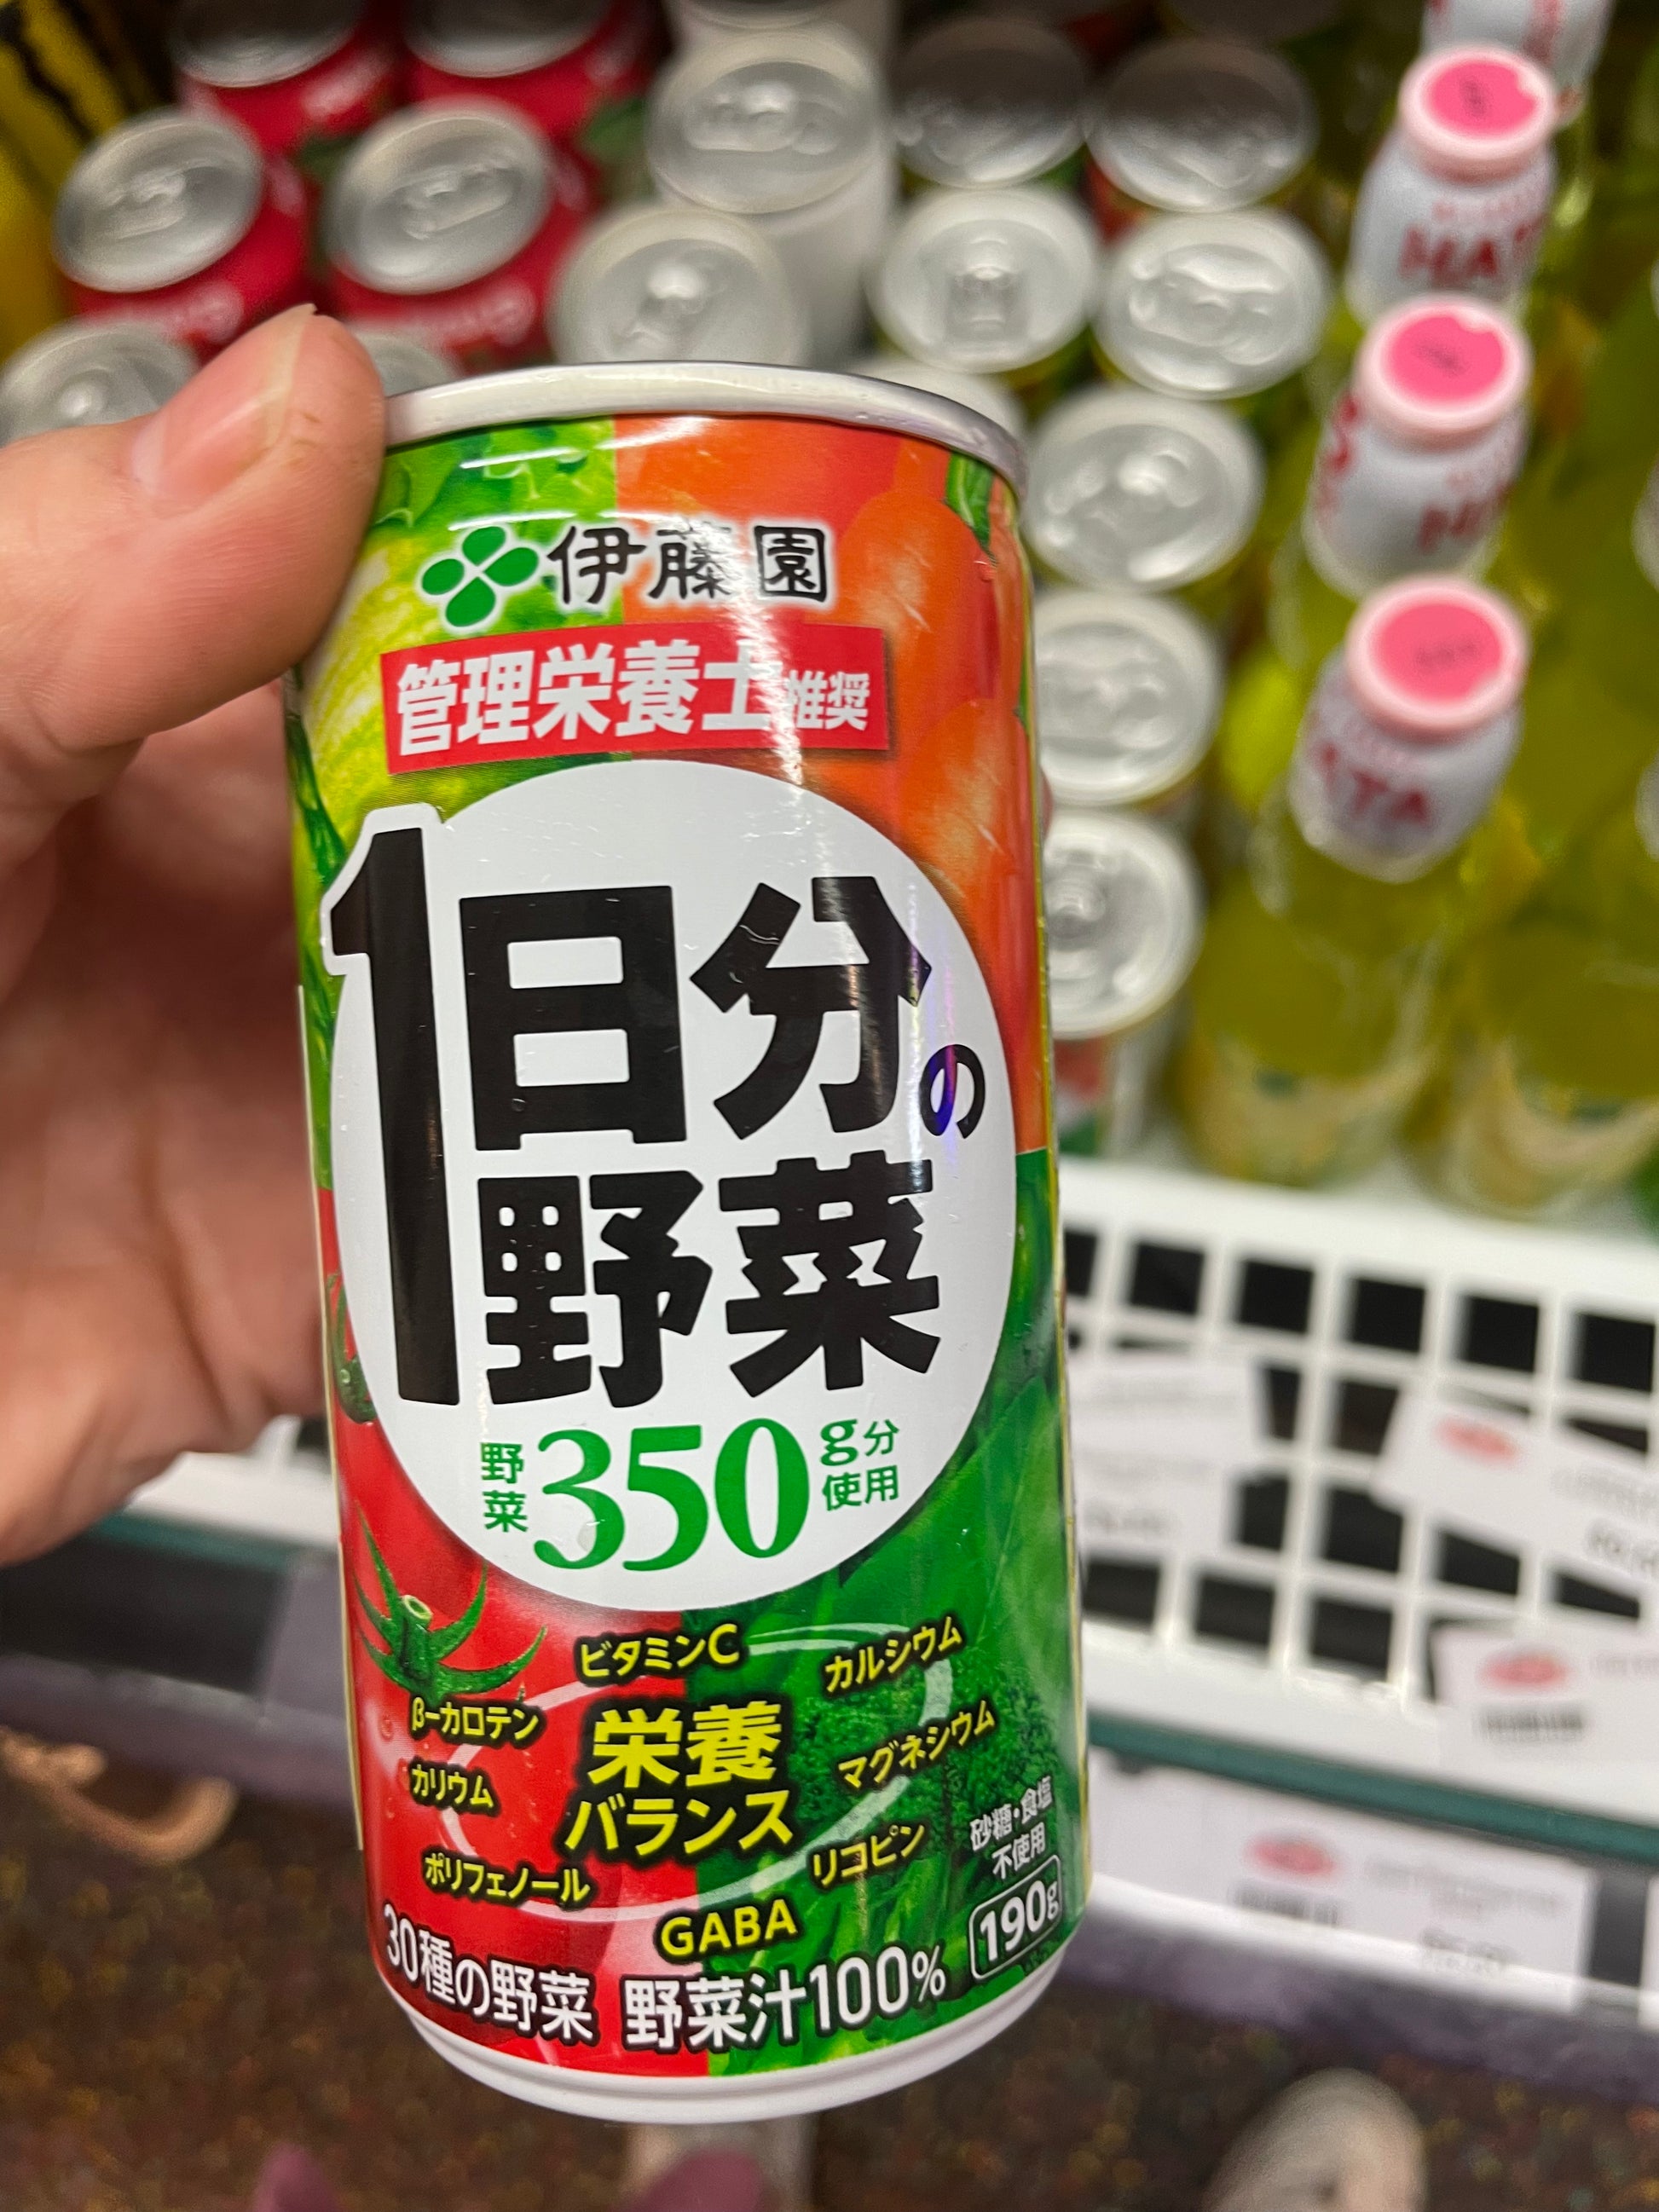 伊藤園
管理栄養士推奨
1日分の
野菜
野菜350g分使用
ビタミンC
カルシウム
β-カロテン
栄養
バランス
マグネシウム
カリウム
リコピン
ポリフェノール
GABA
砂糖・食塩
不使用
190g
30種の野菜 野菜汁100%
HATA